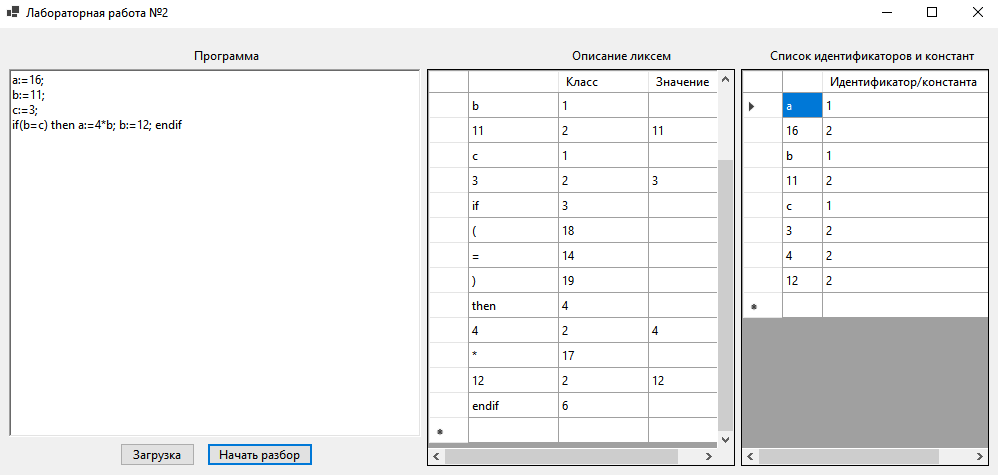 Лабораторная работа №2
Программа
Описание ликсем
Список идентификаторов и констант
a:=16;
b:=11;
c:=3;
if(b=c) then a:=4*b; b:=12; endif
Класс Значение
b 1
11 2 11
c 1
3 2 3
if 3
( 18
= 14
) 19
then 4
4 2 4
* 17
12 2 12
endif 6
Идентификатор/константа
a 1
16 2
b 1
11 2
c 1
3 2
4 2
12 2
Загрузка
Начать разбор